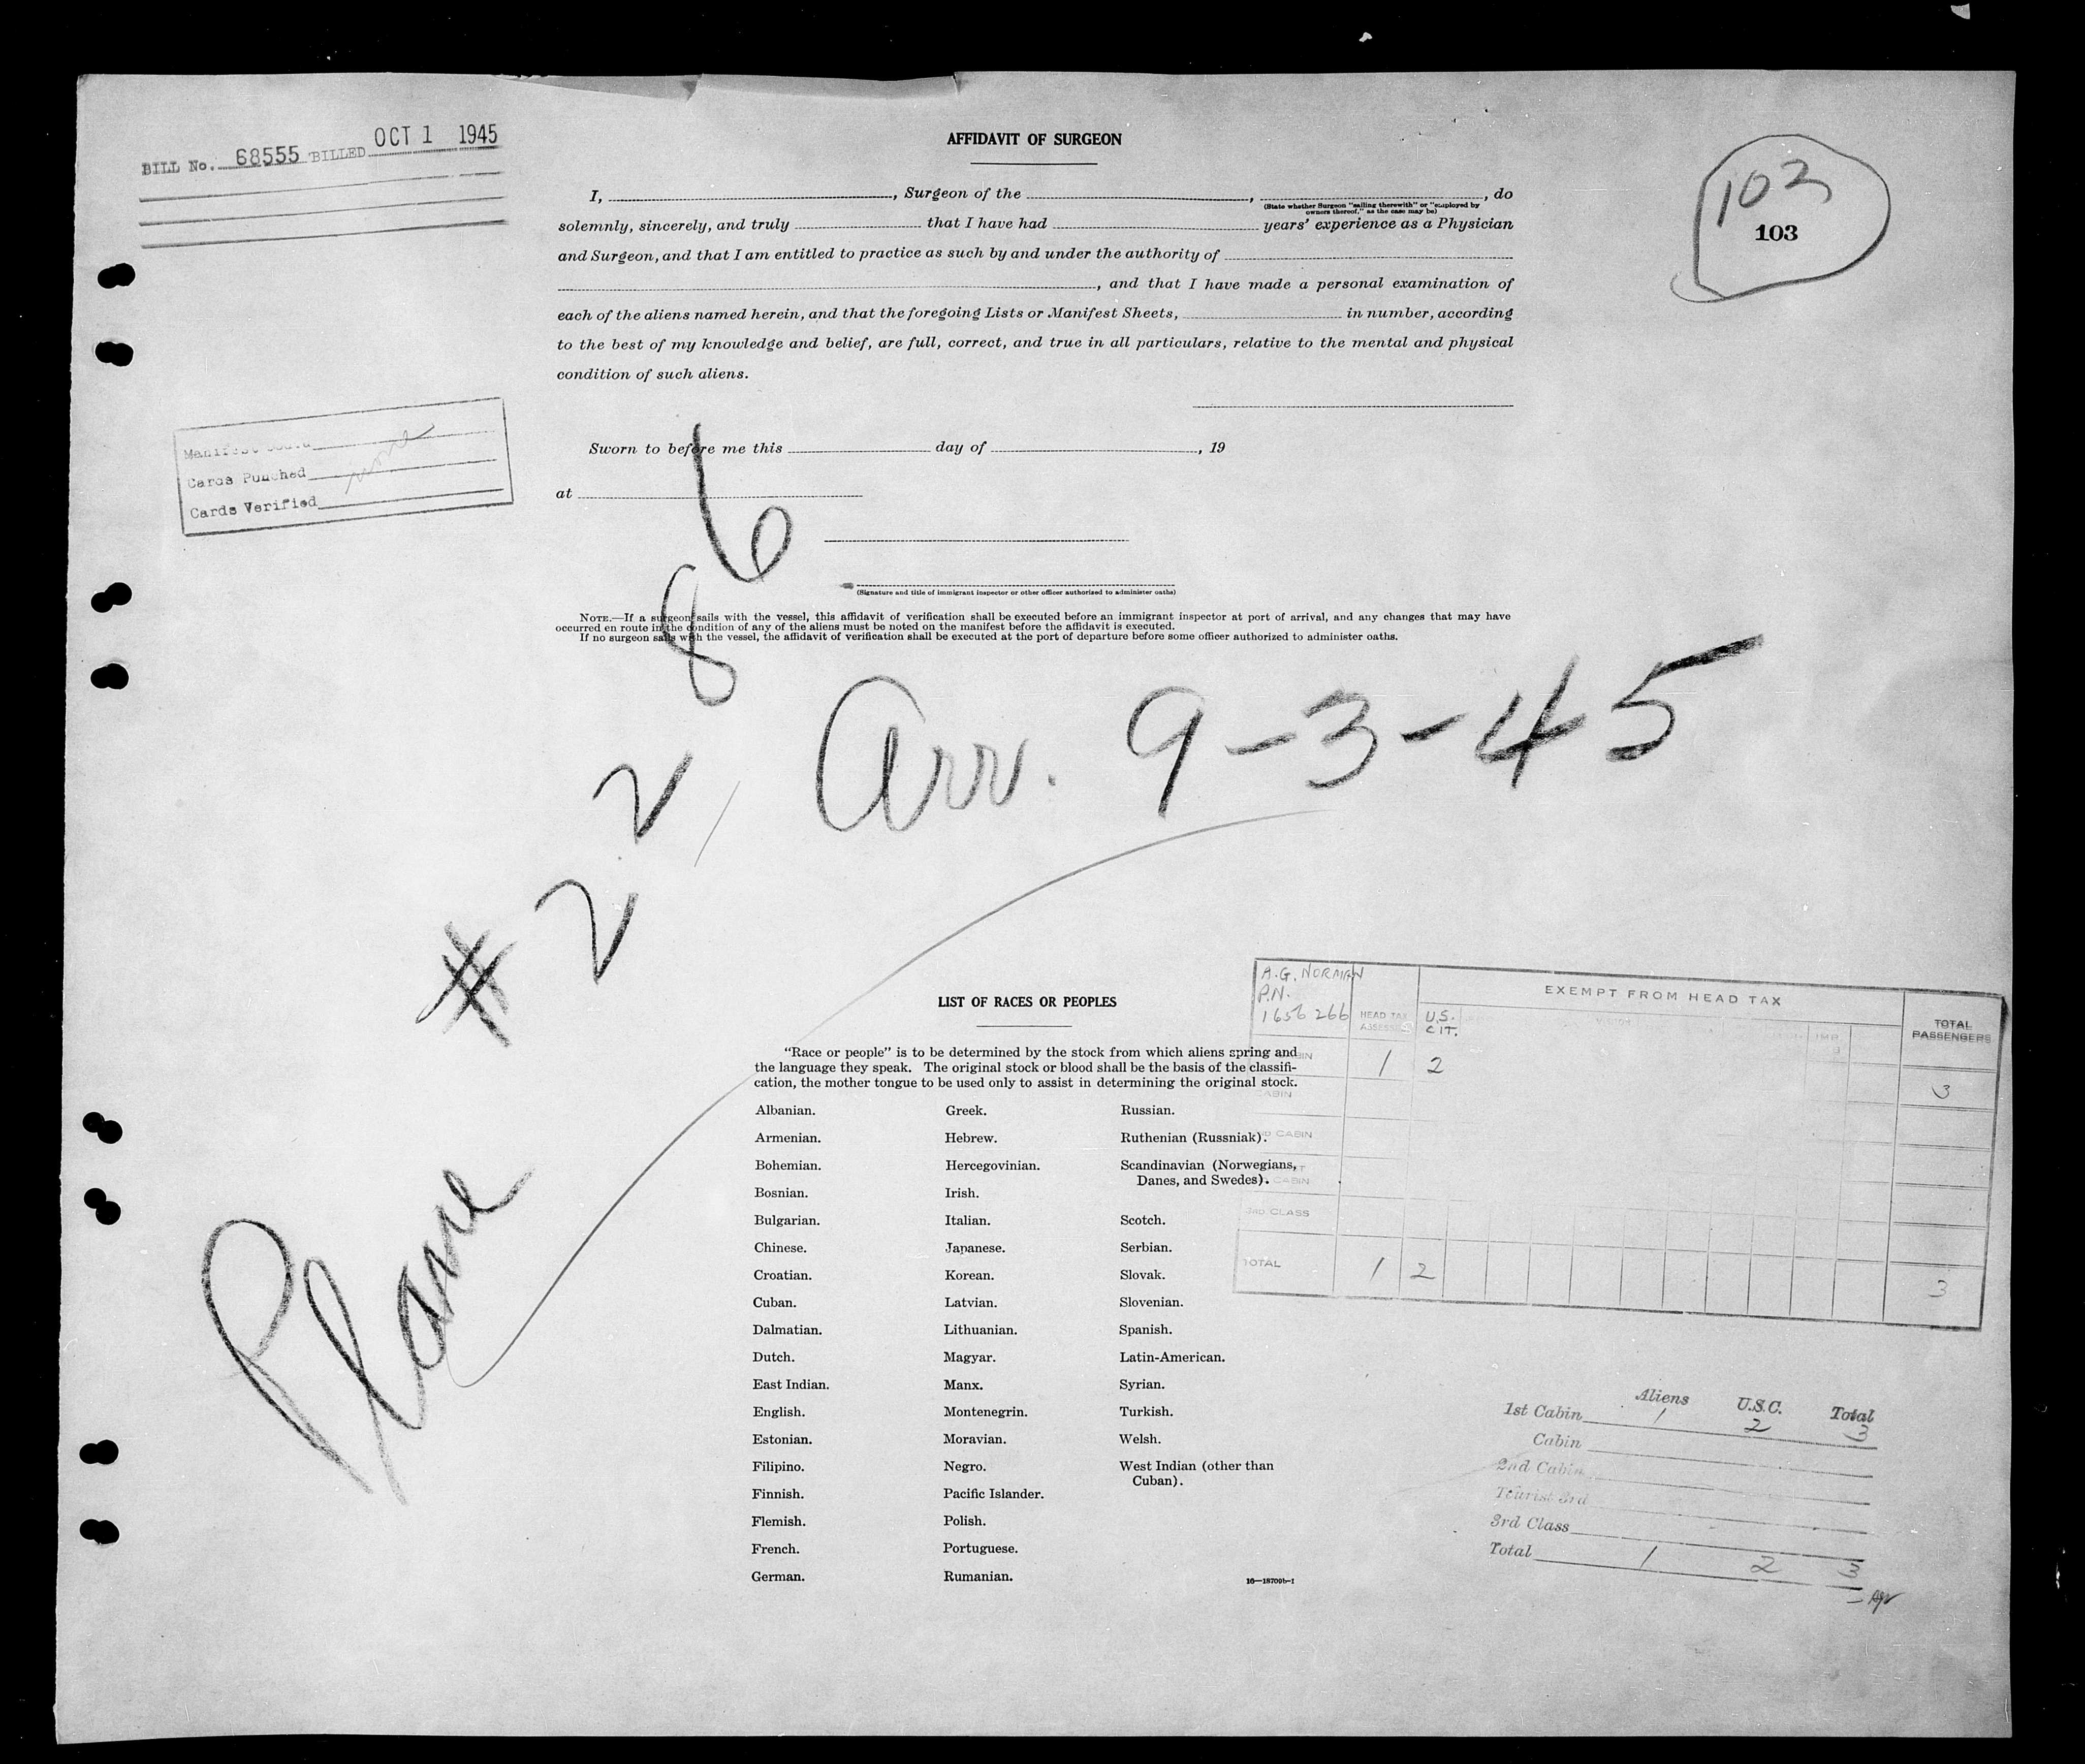 BILL No. 68555 BILLED OCT 1 1945
AFFIDAVIT OF SURGEON
102
103
I, , Surgeon of the , , do
(State whether Surgeon "sailing therewith" or "employed by
owners thereof," as the case may be)
solemnly, sincerely, and truly that I have had years' experience as a Physician
and Surgeon, and that I am entitled to practice as such by and under the authority of
, and that I have made a personal examination of
each of the aliens named herein, and that the foregoing Lists or Manifest Sheets, in number, according
to the best of my knowledge and belief, are full, correct, and true in all particulars, relative to the mental and physical
condition of such aliens.
Manifest
Cards Punched
Cards Verified
none
Sworn to before me this day of , 19
at
(Signature and title of immigrant inspector or other officer authorized to administer oaths)
NOTE.—If a surgeon sails with the vessel, this affidavit of verification shall be executed before an immigrant inspector at port of arrival, and any changes that may have
occurred en route in the condition of any of the aliens must be noted on the manifest before the affidavit is executed.
If no surgeon sails with the vessel, the affidavit of verification shall be executed at the port of departure before some officer authorized to administer oaths.
Plane # 2286
Arr. 9-3-45
LIST OF RACES OR PEOPLES
"Race or people" is to be determined by the stock from which aliens spring and
the language they speak. The original stock or blood shall be the basis of the classifi-
cation, the mother tongue to be used only to assist in determining the original stock.
Albanian.
Armenian.
Bohemian.
Bosnian.
Bulgarian.
Chinese.
Croatian.
Cuban.
Dalmatian.
Dutch.
East Indian.
English.
Estonian.
Filipino.
Finnish.
Flemish.
French.
German.
Greek.
Hebrew.
Hercegovinian.
Irish.
Italian.
Japanese.
Korean.
Latvian.
Lithuanian.
Magyar.
Manx.
Montenegrin.
Moravian.
Negro.
Pacific Islander.
Polish.
Portuguese.
Rumanian.
Russian.
Ruthenian (Russniak).
Scandinavian (Norwegians,
Danes, and Swedes).
Scotch.
Serbian.
Slovak.
Slovenian.
Spanish.
Latin-American.
Syrian.
Turkish.
Welsh.
West Indian (other than
Cuban).
16—18709b-1
A.G. NORMAN
P.N.
1656266
HEAD TAX
ASSESSED
U.S.
CIT.
EXEMPT FROM HEAD TAX
TOTAL
PASSENGERS
1 2
CABIN 3
CABIN
CABIN
3RD CLASS
TOTAL 1 2 3
Aliens U.S.C. Total
1st Cabin 1 2 3
Cabin
2nd Cabin
Tourist 3rd
3rd Class
Total 1 2 3